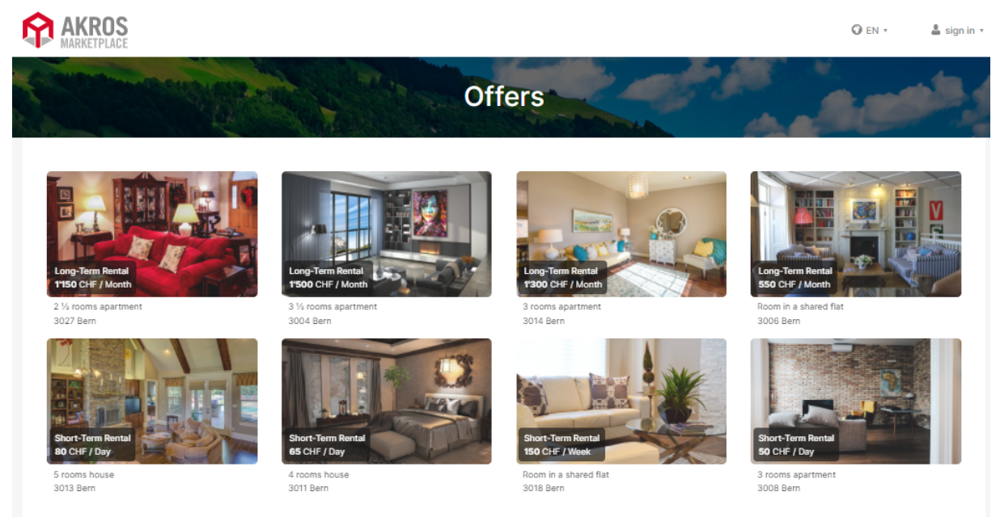 AKROS
MARKETPLACE
EN
sign in
Offers
Long-Term Rental
1'150 CHF / Month
2 ½ rooms apartment
3027 Bern
Long-Term Rental
1'500 CHF / Month
3 ½ rooms apartment
3004 Bern
Long-Term Rental
1'300 CHF / Month
3 rooms apartment
3014 Bern
Long-Term Rental
550 CHF / Month
Room in a shared flat
3006 Bern
Short-Term Rental
80 CHF / Day
5 rooms house
3013 Bern
Short-Term Rental
65 CHF / Day
4 rooms house
3011 Bern
Short-Term Rental
150 CHF / Week
Room in a shared flat
3018 Bern
Short-Term Rental
50 CHF / Day
3 rooms apartment
3008 Bern